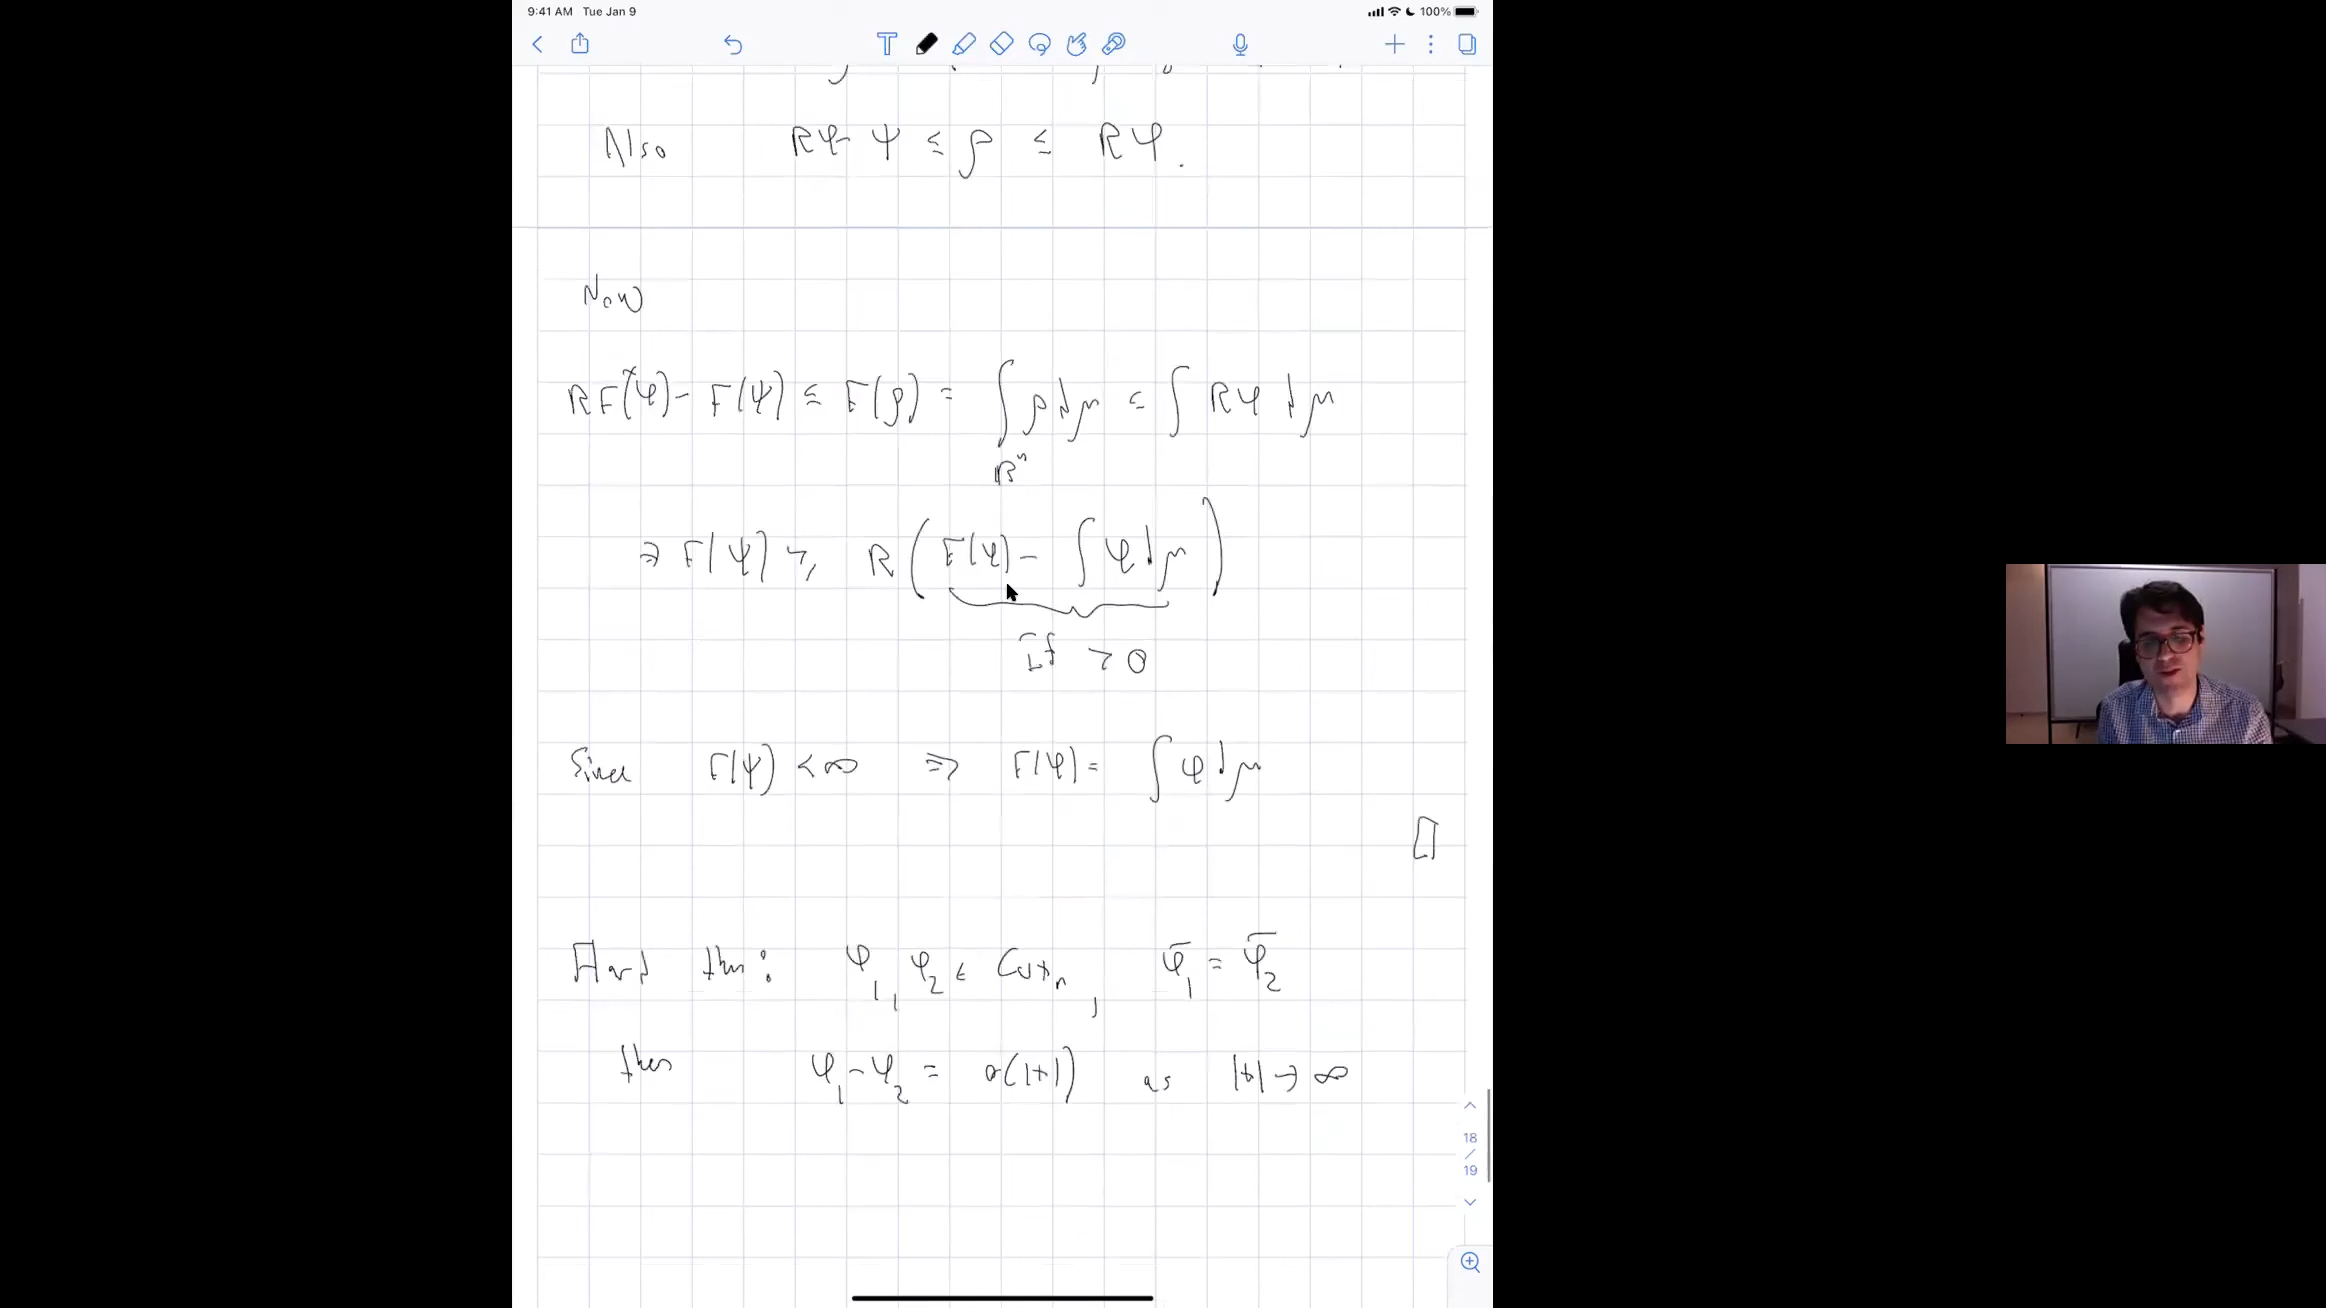 9:41 AM Tue Jan 9 100%
Also Rφ - ψ ≤ ρ ≤ Rφ.
Now
RF(φ) - F(ψ) ≤ F(ρ) = ∫ ρ dμ ≤ ∫ Rφ dμ
ℝⁿ
⇒ F(ψ) ≥ R ( F(φ) - ∫ φ dμ )
If > 0
Since F(ψ) < ∞ ⇒ F(φ) = ∫ φ dμ
Hard thm: φ₁, φ₂ ∈ Cvxₙ, φ̄₁ = φ̄₂
then φ₁ - φ₂ = o(|x|) as |x| → ∞
18
/
19